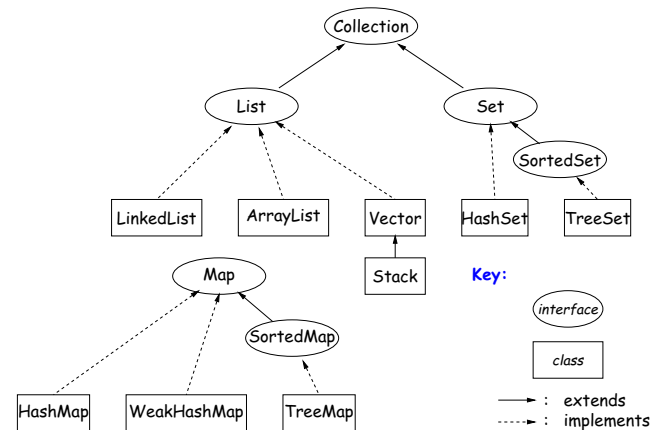 Collection
List
Set
SortedSet
LinkedList
ArrayList
Vector
HashSet
TreeSet
Map
Stack
Key:
interface
SortedMap
class
HashMap
WeakHashMap
TreeMap
: extends
: implements